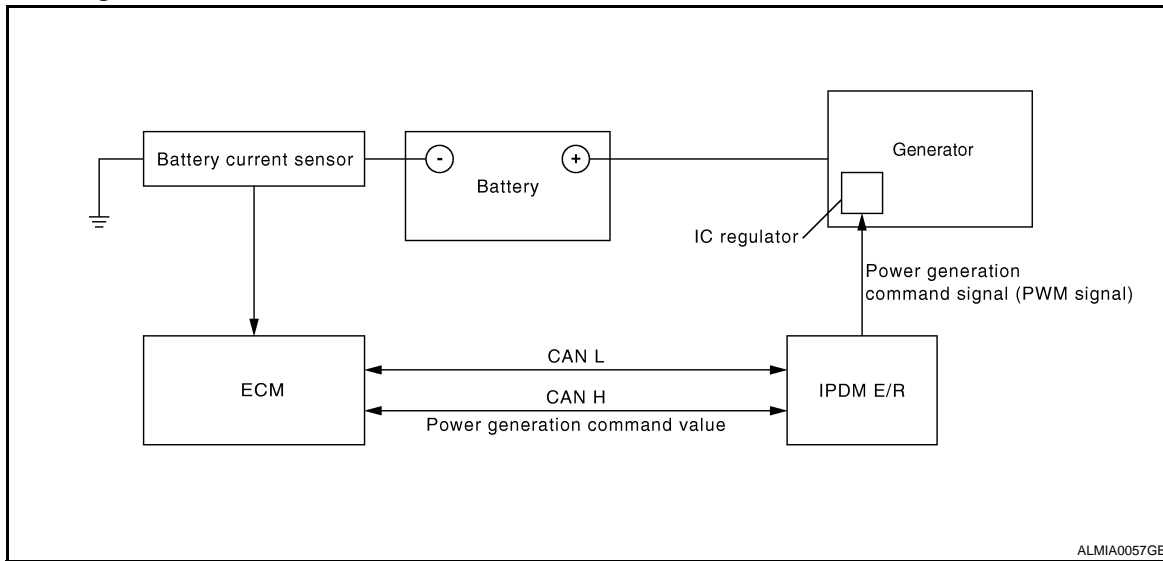 Battery current sensor
-
+
Battery
Generator
IC regulator
Power generation
command signal (PWM signal)
ECM
CAN L
CAN H
Power generation command value
IPDM E/R
ALMIA0057GB